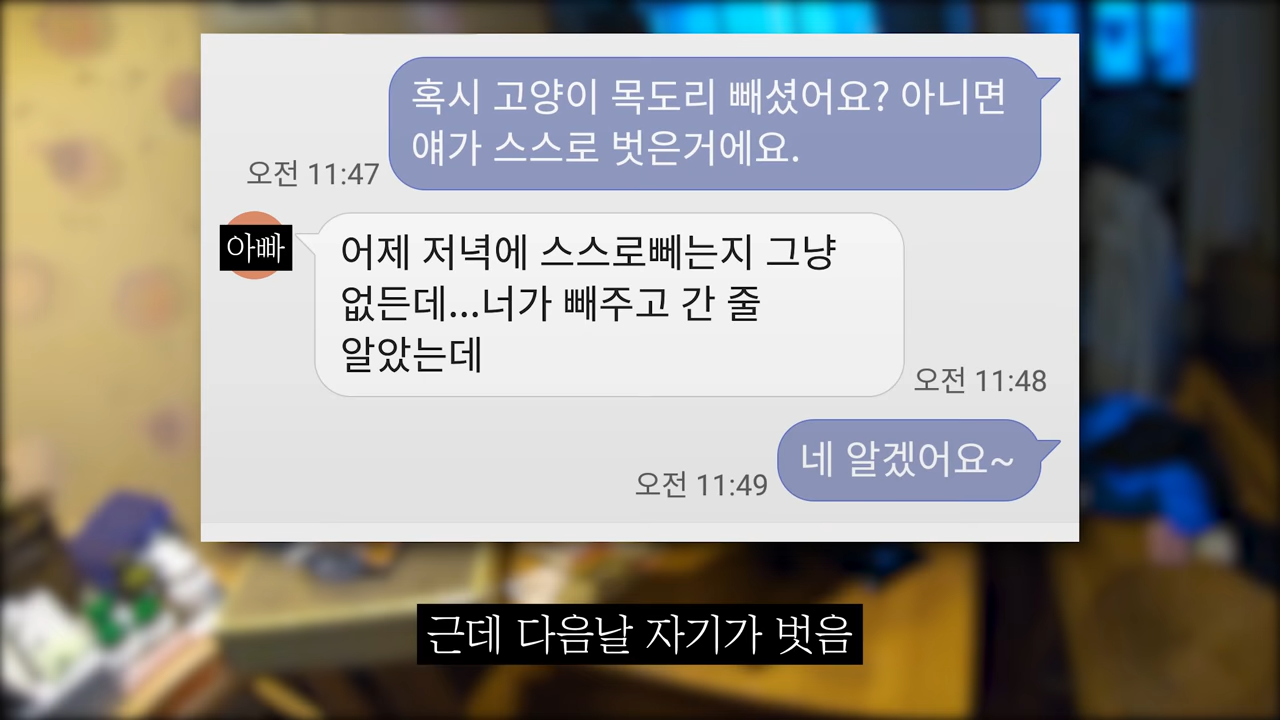 혹시 고양이 목도리 빼셨어요? 아니면
얘가 스스로 벗은거에요.
오전 11:47
아빠
어제 저녁에 스스로뻬는지 그냥
없든데...너가 빼주고 간 줄
알았는데
오전 11:48
네 알겠어요~
오전 11:49
근데 다음날 자기가 벗음